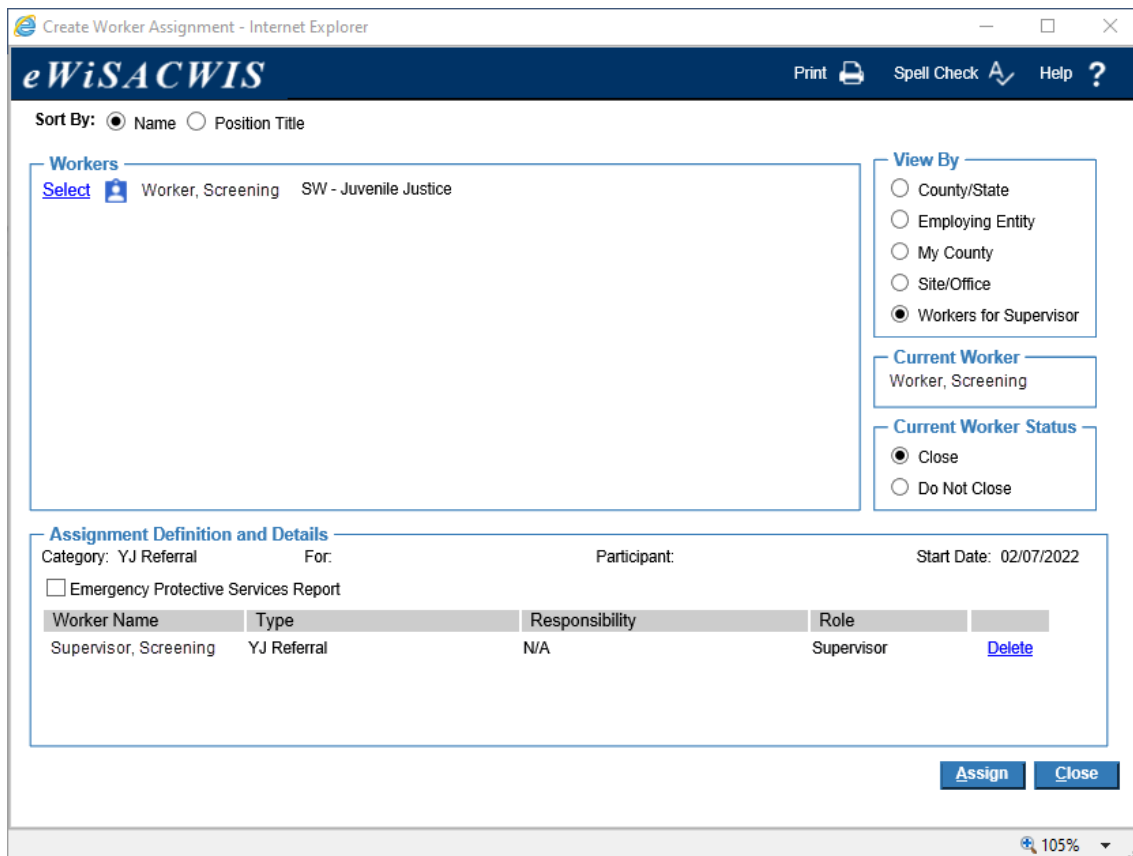 Create Worker Assignment - Internet Explorer
eWiSACWIS
Print Spell Check Help ?
Sort By: Name Position Title
Workers
Select Worker, Screening SW - Juvenile Justice
View By
County/State
Employing Entity
My County
Site/Office
Workers for Supervisor
Current Worker
Worker, Screening
Current Worker Status
Close
Do Not Close
Assignment Definition and Details
Category: YJ Referral For: Participant: Start Date: 02/07/2022
Emergency Protective Services Report
Worker Name Type Responsibility Role
Supervisor, Screening YJ Referral N/A Supervisor Delete
Assign Close
105%